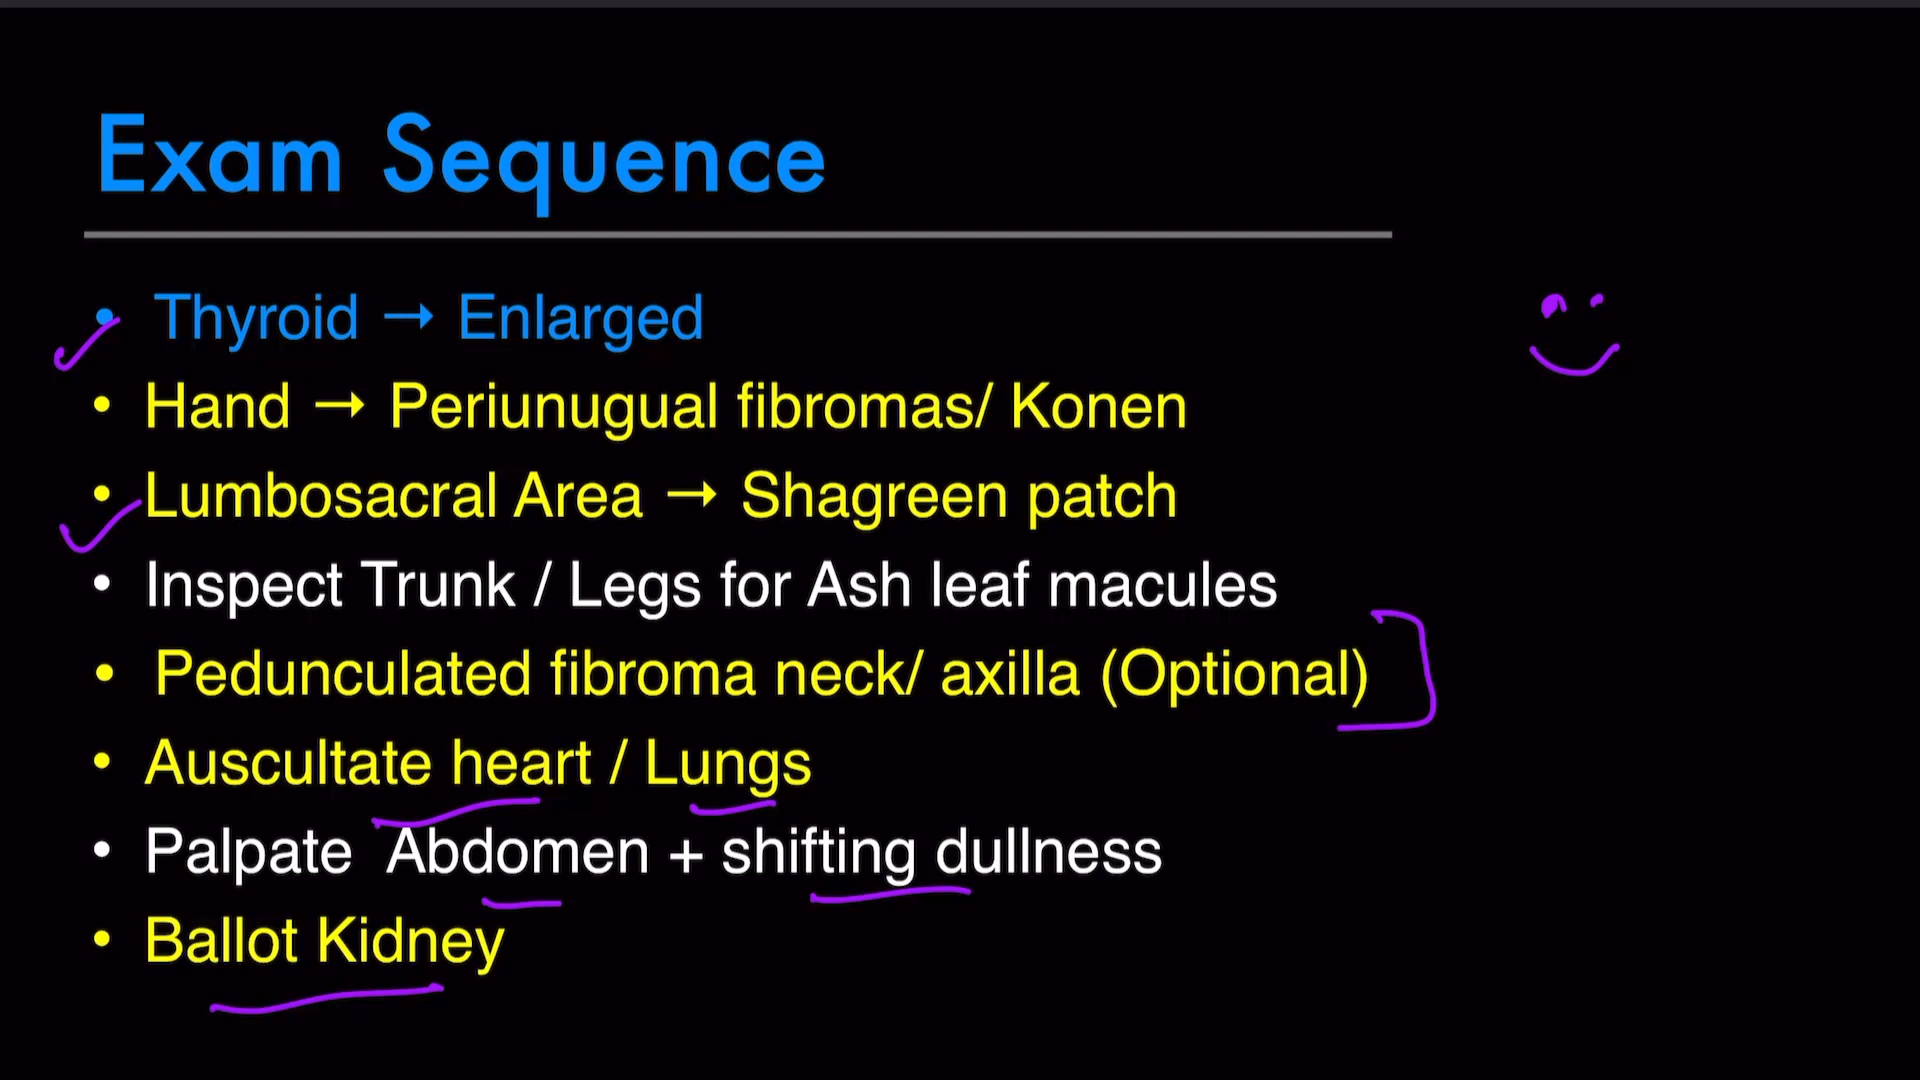 Exam Sequence
• Thyroid → Enlarged
• Hand → Periunugual fibromas/ Konen
• Lumbosacral Area → Shagreen patch
• Inspect Trunk / Legs for Ash leaf macules
• Pedunculated fibroma neck/ axilla (Optional)
• Auscultate heart / Lungs
• Palpate Abdomen + shifting dullness
• Ballot Kidney